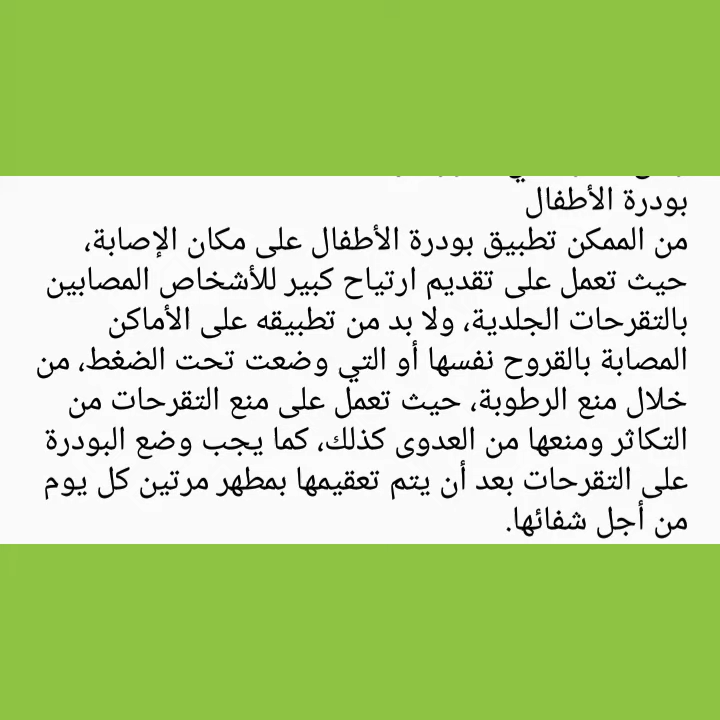 بودرة الأطفال
من الممكن تطبيق بودرة الأطفال على مكان الإصابة،
حيث تعمل على تقديم ارتياح كبير للأشخاص المصابين
بالتقرحات الجلدية، ولا بد من تطبيقه على الأماكن
المصابة بالقروح نفسها أو التي وضعت تحت الضغط، من
خلال منع الرطوبة، حيث تعمل على منع التقرحات من
التكاثر ومنعها من العدوى كذلك، كما يجب وضع البودرة
على التقرحات بعد أن يتم تعقيمها بمطهر مرتين كل يوم
من أجل شفائها.